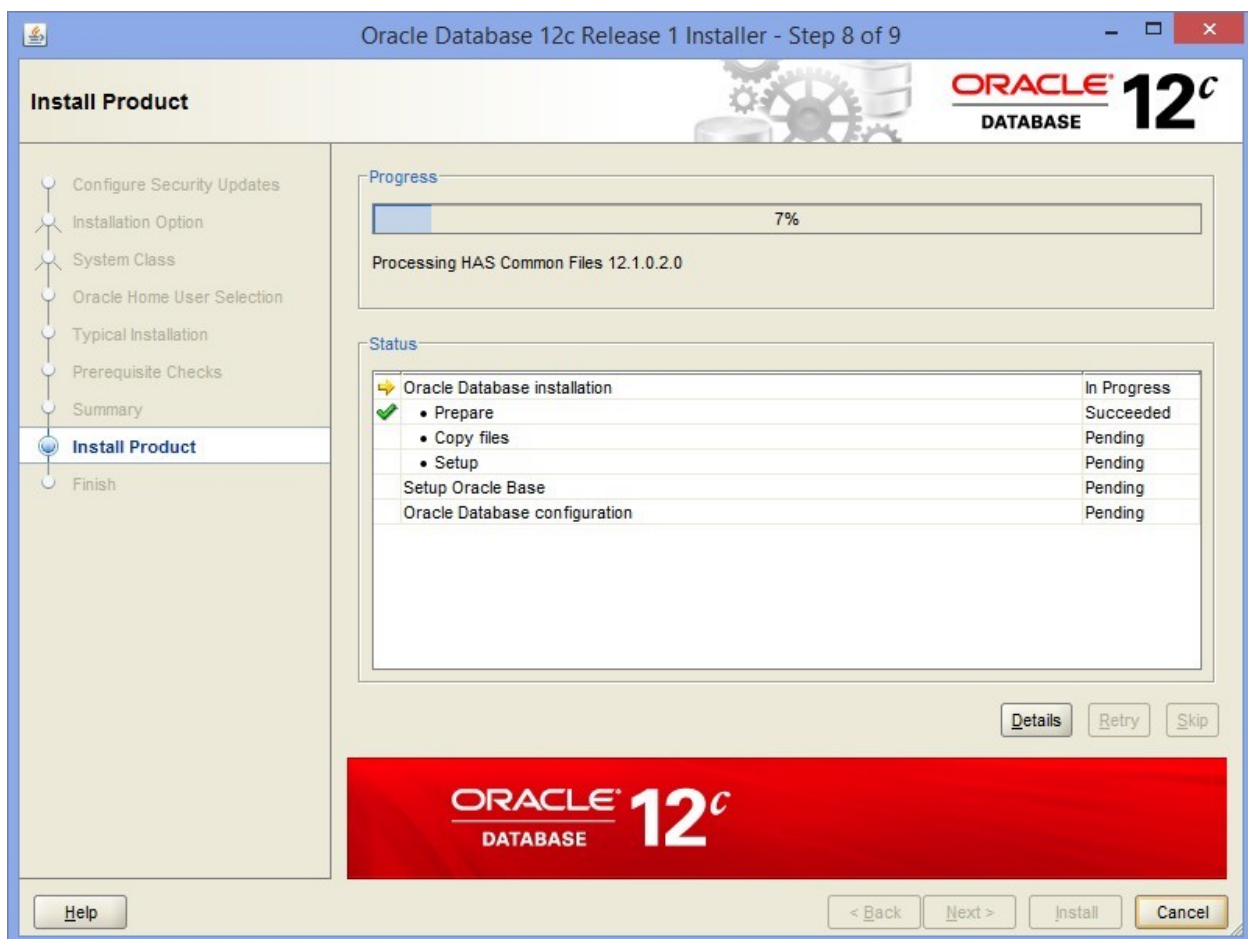 Oracle Database 12c Release 1 Installer - Step 8 of 9
Install Product
ORACLE DATABASE 12c
Configure Security Updates
Installation Option
System Class
Oracle Home User Selection
Typical Installation
Prerequisite Checks
Summary
Install Product
Finish
Progress
7%
Processing HAS Common Files 12.1.0.2.0
Status
Oracle Database installation In Progress
• Prepare Succeeded
• Copy files Pending
• Setup Pending
Setup Oracle Base Pending
Oracle Database configuration Pending
Details Retry Skip
ORACLE DATABASE 12c
Help < Back Next > Install Cancel